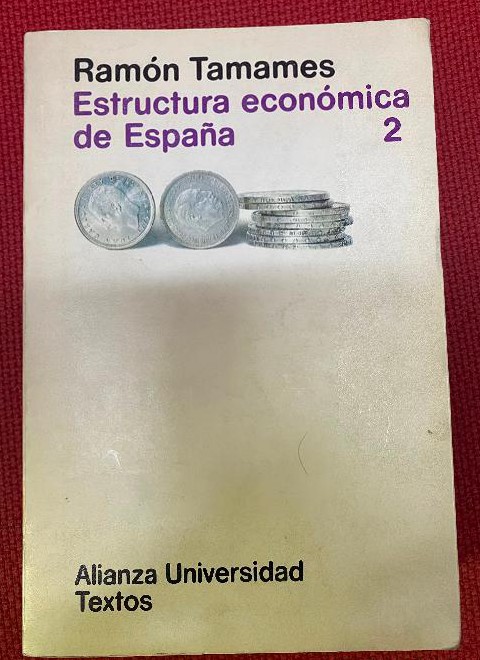 Ramón Tamames
Estructura económica
de España 2
Alianza Universidad
Textos